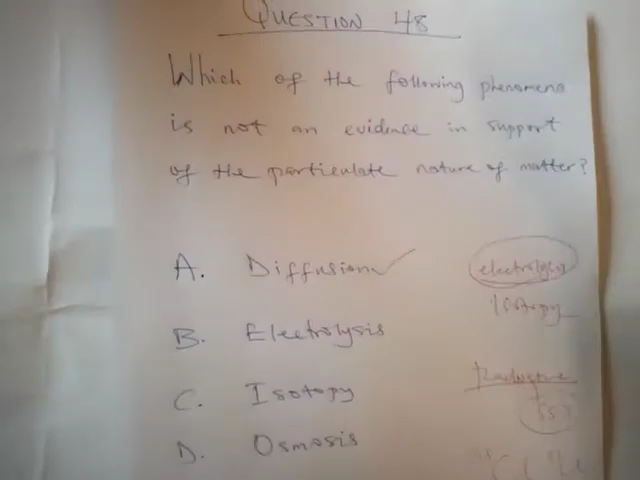 QUESTION 48
Which of the following phenomena
is not an evidence in support
of the particulate nature of matter?
A. Diffusion
electrolysis
Isotopy
B. Electrolysis
C. Isotopy
D. Osmosis